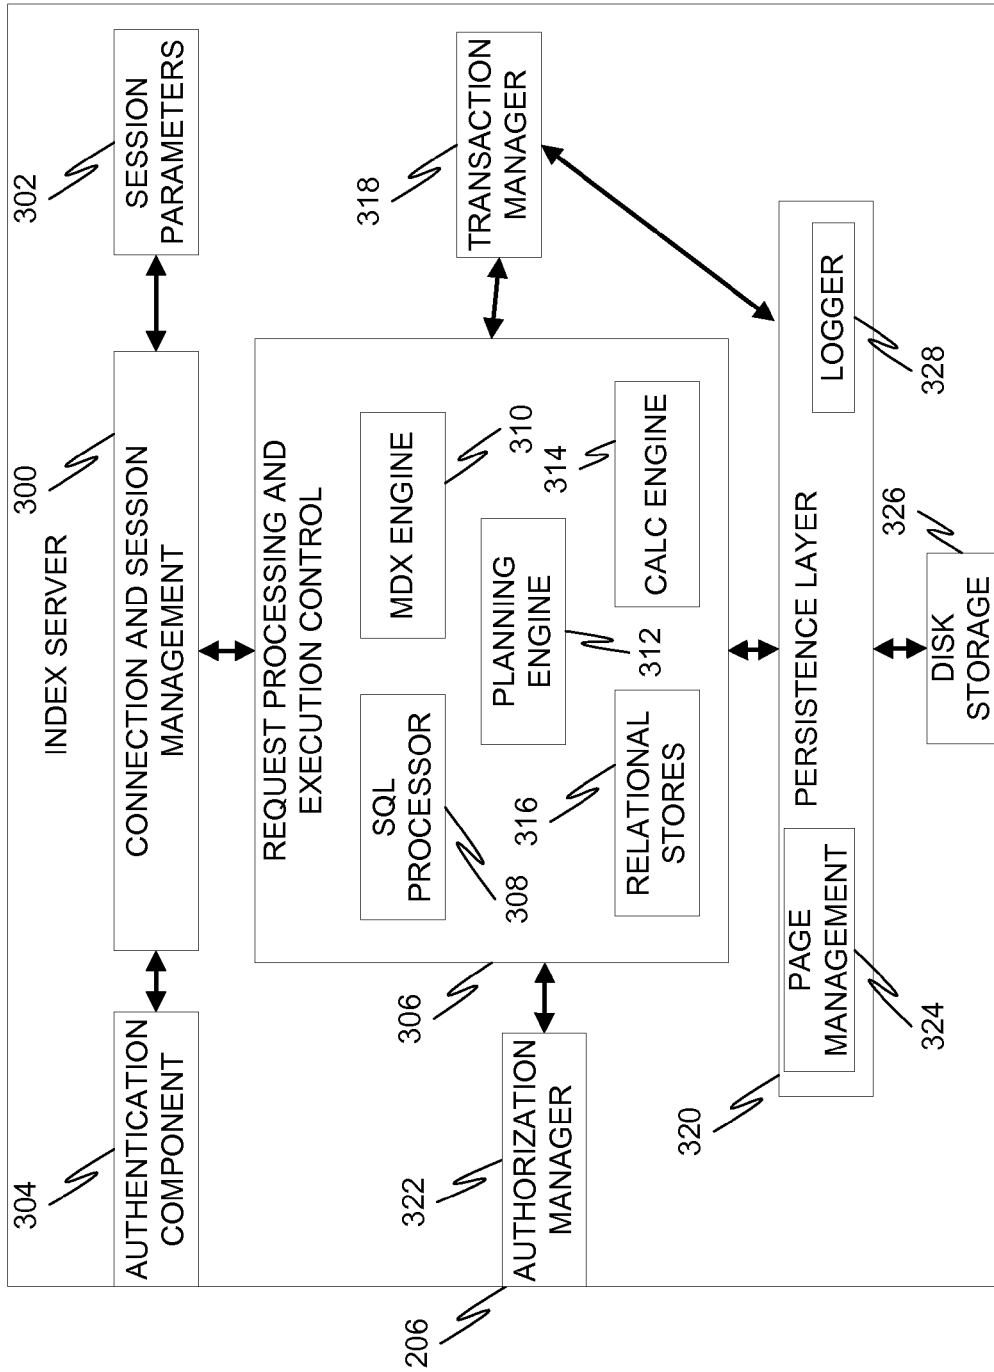 INDEX SERVER
206
304
AUTHENTICATION
COMPONENT
300
CONNECTION AND SESSION
MANAGEMENT
302
SESSION
PARAMETERS
306
REQUEST PROCESSING AND
EXECUTION CONTROL
SQL
PROCESSOR
308
MDX ENGINE
310
PLANNING
ENGINE
312
316
RELATIONAL
STORES
314
CALC ENGINE
318
TRANSACTION
MANAGER
322
AUTHORIZATION
MANAGER
320
PERSISTENCE LAYER
PAGE
MANAGEMENT
324
LOGGER
328
326
DISK
STORAGE